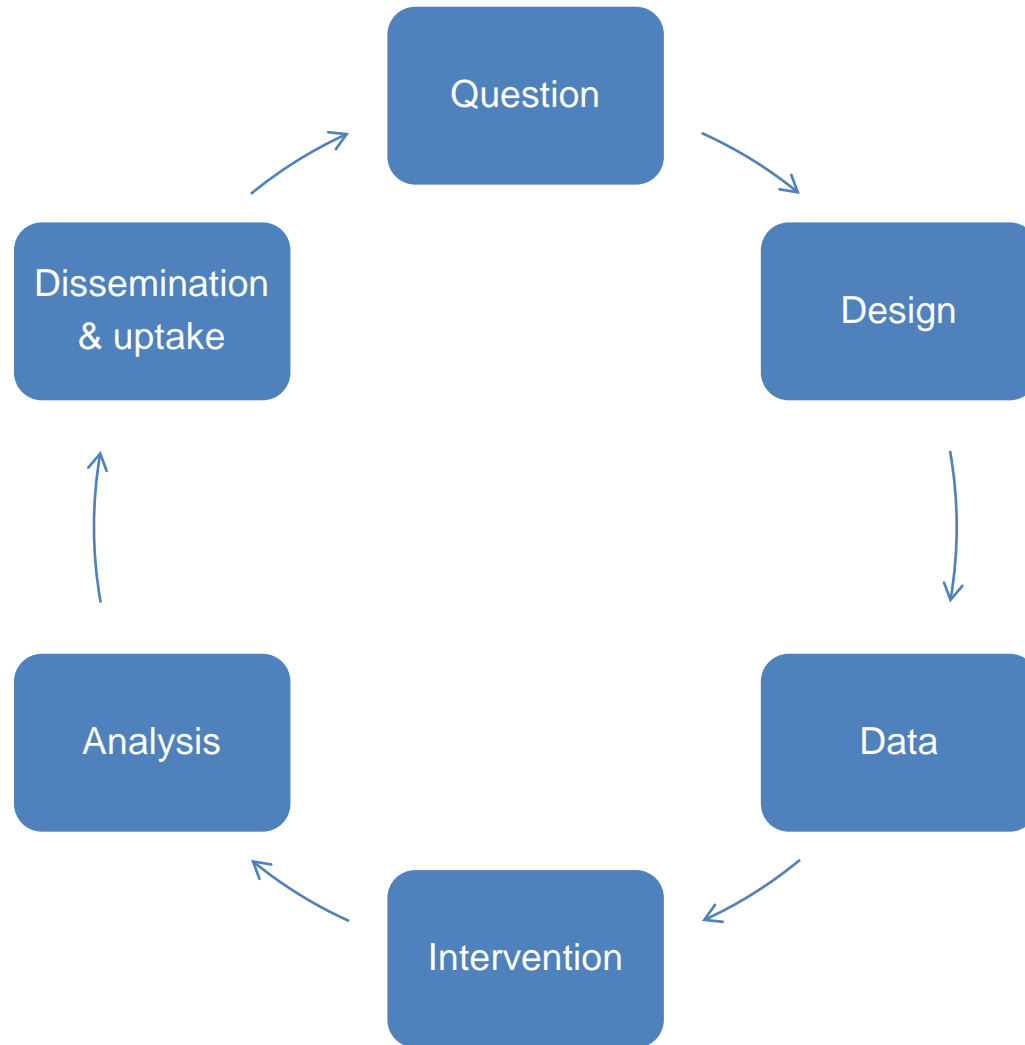 Question
Design
Data
Intervention
Analysis
Dissemination
& uptake